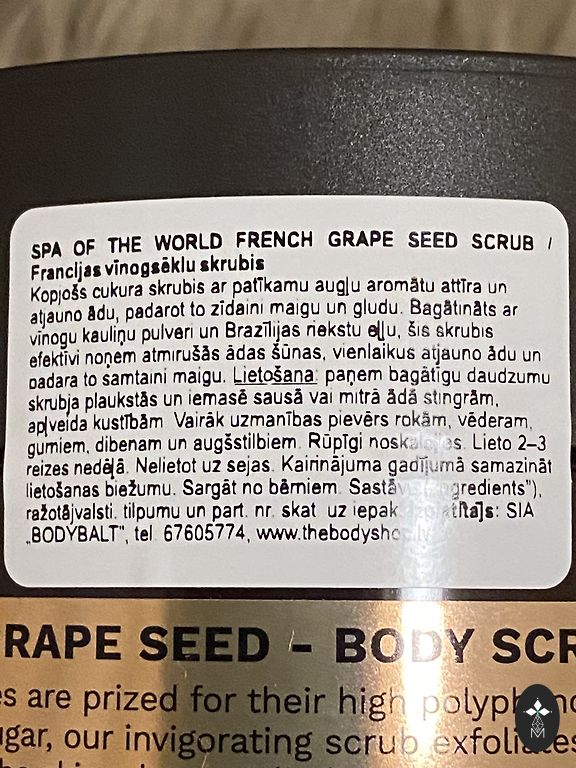 SPA OF THE WORLD FRENCH GRAPE SEED SCRUB /
Francijas vīnogsēklu skrubis
Kopjošs cukura skrubis ar patīkamu augļu aromātu attīra un
atjauno ādu, padarot to zīdaini maigu un gludu. Bagātināts ar
vīnogu kauliņu pulveri un Brazīlijas riekstu eļļu, šis skrubis
efektīvi noņem atmirušās ādas šūnas, vienlaikus atjauno ādu un
padara to samtaini maigu. Lietošana: paņem bagātīgu daudzumu
skrubja plaukstās un iemasē sausā vai mitrā ādā stingrām,
apļveida kustībām. Vairāk uzmanības pievērs rokām, vēderam,
gurniem, dibenam un augšstilbiem. Rūpīgi noskalojies. Lieto 2–3
reizes nedēļā. Nelietot uz sejas. Kairinājuma gadījumā samazināt
lietošanas biežumu. Sargāt no bērniem. Sastāvs
ražotājvalsti, tilpumu un part. nr. skat. uz SIA
„BODYBALT", tel. 67605774, www.thebodyshop.lv
RAPE SEED – BODY SCR
es are prized for their high
ugar, our invigorating scrub exfoliates